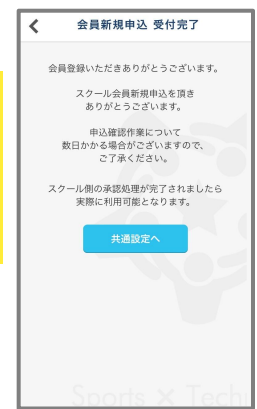 会員新規申込 受付完了
会員登録いただきありがとうございます。
スクール会員新規申込を頂き
ありがとうございます。
申込確認作業について
数日かかる場合がございますので、
ご了承ください。
スクール側の承認処理が完了されましたら
実際に利用可能となります。
共通設定へ
Sports × Techn